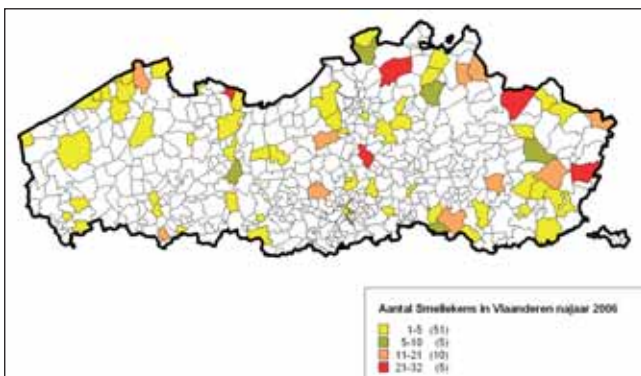 Aantal Smellekens in Vlaanderen najaar 2006
1-5 (51)
5-10 (5)
11-21 (10)
21-32 (5)